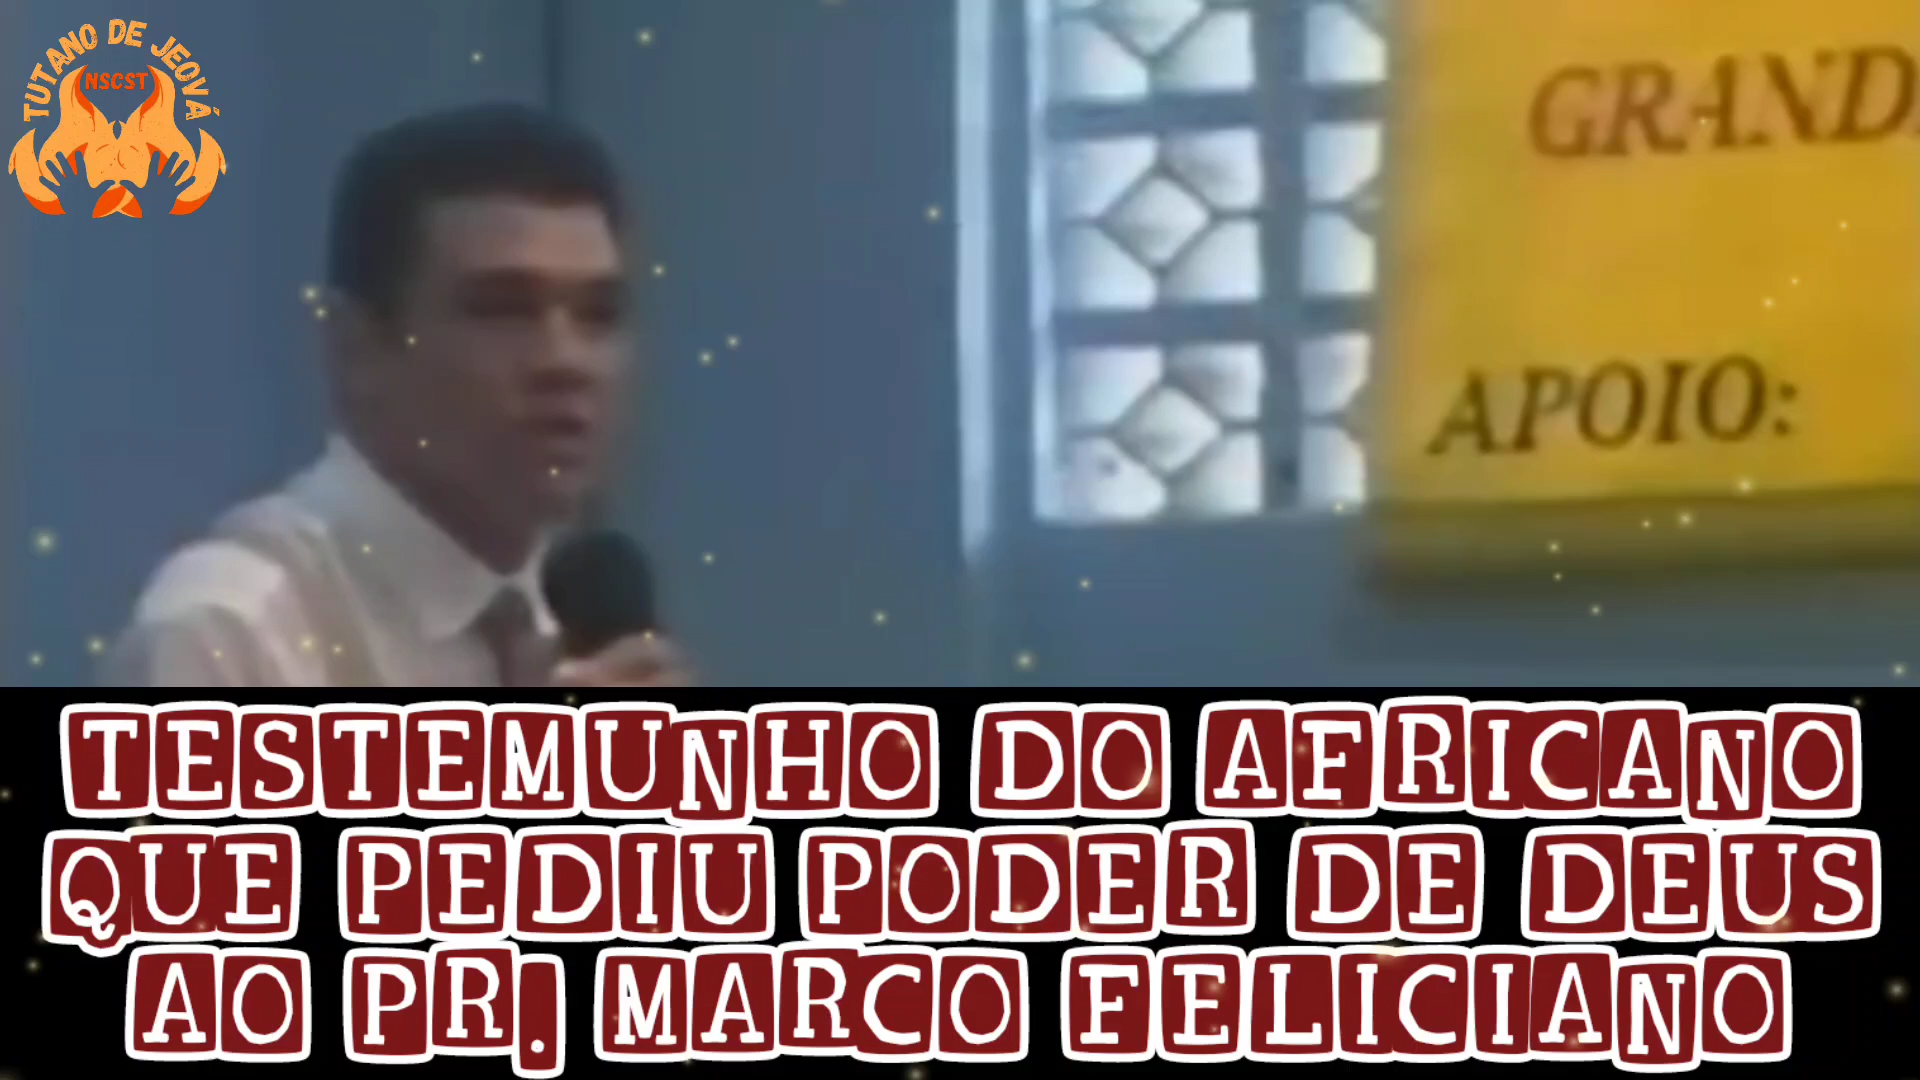 TUTANO DE JEOVÁ
NSCST
GRAND
APOIO:
TESTEMUNHO DO AFRICANO
QUE PEDIU PODER DE DEUS
AO PR. MARCO FELICIANO